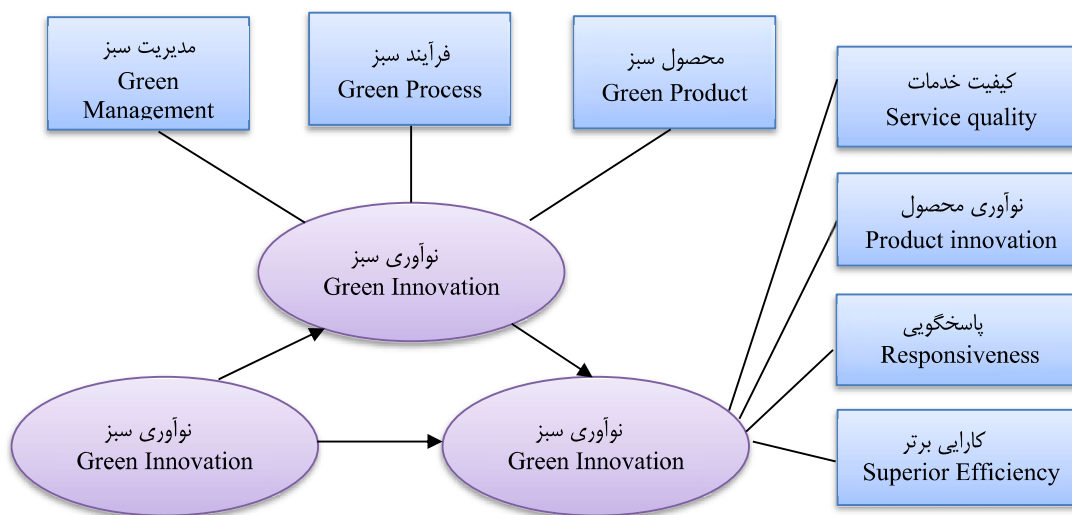 مدیریت سبز
Green
Management
فرآیند سبز
Green Process
محصول سبز
Green Product
کیفیت خدمات
Service quality
نوآوری محصول
Product innovation
نوآوری سبز
Green Innovation
پاسخگویی
Responsiveness
نوآوری سبز
Green Innovation
نوآوری سبز
Green Innovation
کارایی برتر
Superior Efficiency